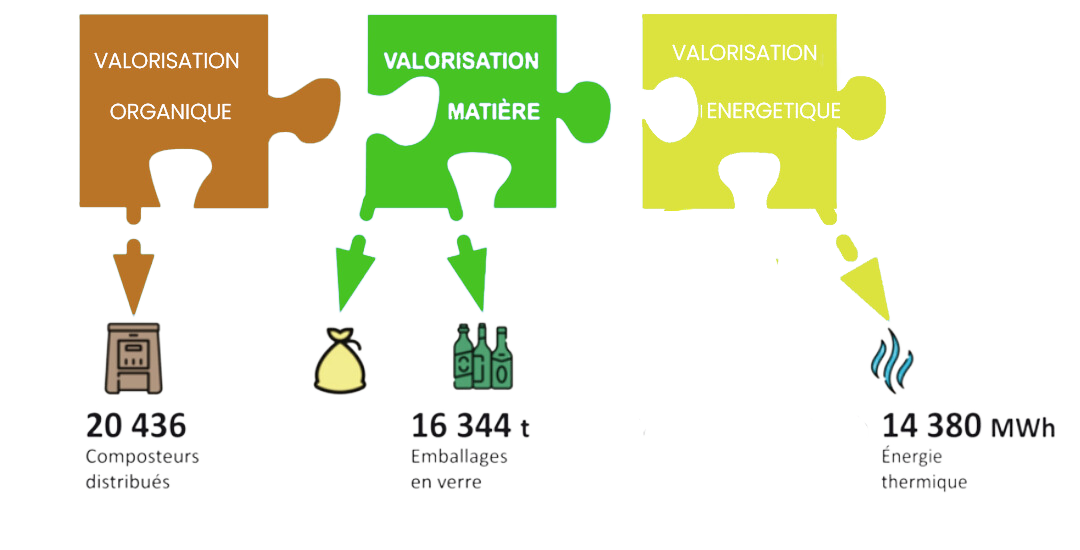 VALORISATION
ORGANIQUE
VALORISATION
MATIÈRE
VALORISATION
ENERGETIQUE
20 436
Composteurs
distribués
16 344 t
Emballages
en verre
14 380 MWh
Énergie
thermique